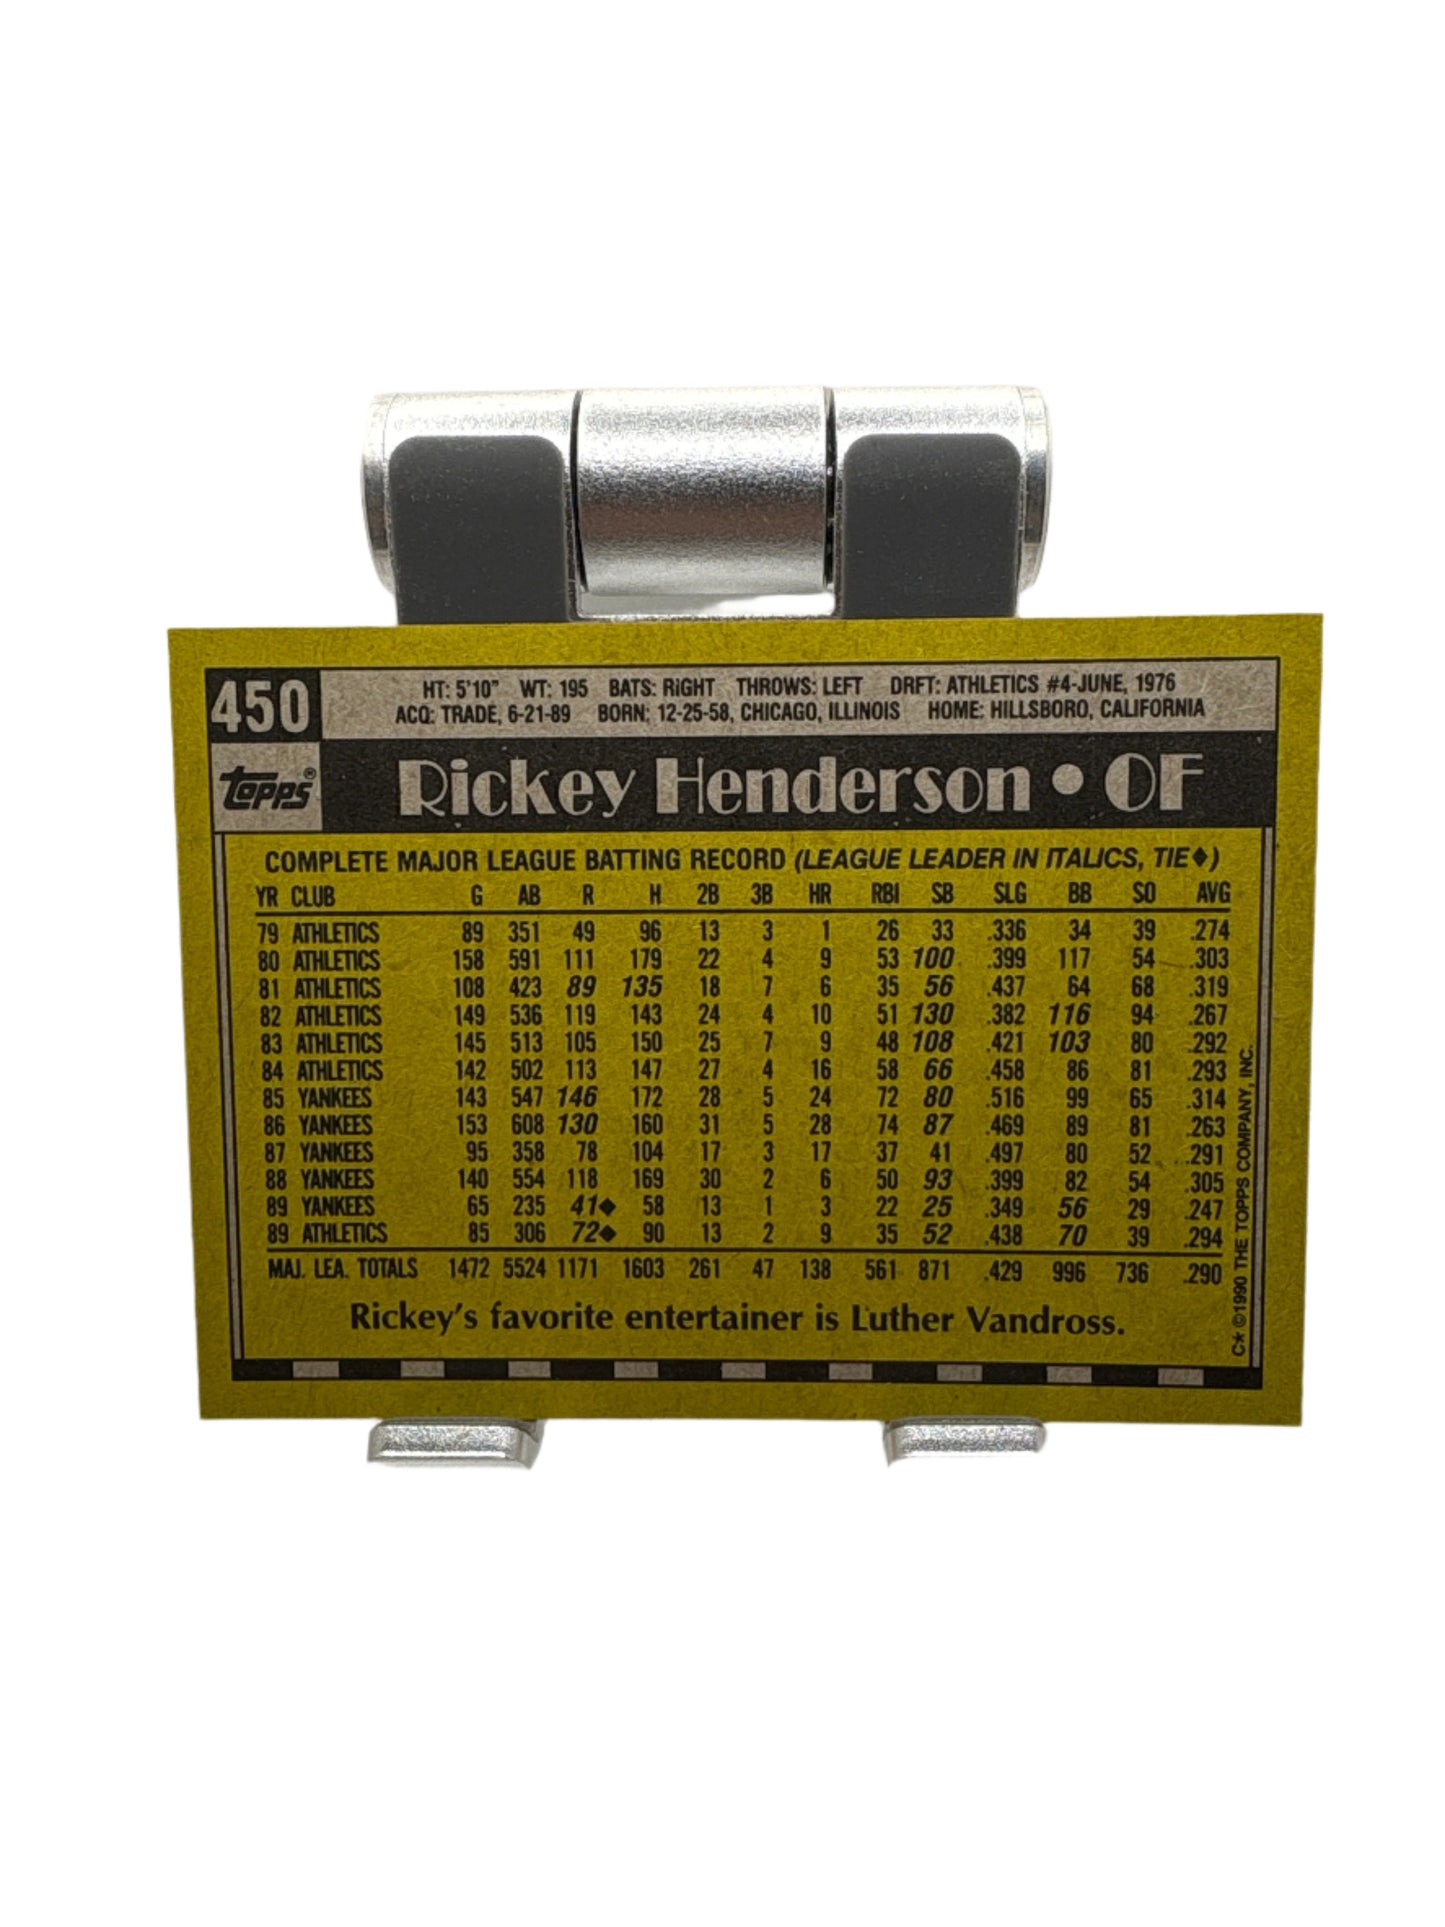 450
HT: 5'10" WT: 195 BATS: RIGHT THROWS: LEFT DRFT: ATHLETICS #4-JUNE, 1976
ACQ: TRADE, 6-21-89 BORN: 12-25-58, CHICAGO, ILLINOIS HOME: HILLSBORO, CALIFORNIA
topps®
Rickey Henderson • OF
COMPLETE MAJOR LEAGUE BATTING RECORD (LEAGUE LEADER IN ITALICS, TIE◆)
YR CLUB G AB R H 2B 3B HR RBI SB SLG BB SO AVG
79 ATHLETICS 89 351 49 96 13 3 1 26 33 .336 34 39 .274
80 ATHLETICS 158 591 111 179 22 4 9 53 100 .399 117 54 .303
81 ATHLETICS 108 423 89 135 18 7 6 35 56 .437 64 68 .319
82 ATHLETICS 149 536 119 143 24 4 10 51 130 .382 116 94 .267
83 ATHLETICS 145 513 105 150 25 7 9 48 108 .421 103 80 .292
84 ATHLETICS 142 502 113 147 27 4 16 58 66 .458 86 81 .293
85 YANKEES 143 547 146 172 28 5 24 72 80 .516 99 65 .314
86 YANKEES 153 608 130 160 31 5 28 74 87 .469 89 81 .263
87 YANKEES 95 358 78 104 17 3 17 37 41 .497 80 52 .291
88 YANKEES 140 554 118 169 30 2 6 50 93 .399 82 54 .305
89 YANKEES 65 235 41◆ 58 13 1 3 22 25 .349 56 29 .247
89 ATHLETICS 85 306 72◆ 90 13 2 9 35 52 .438 70 39 .294
MAJ. LEA. TOTALS 1472 5524 1171 1603 261 47 138 561 871 .429 996 736 .290
Rickey's favorite entertainer is Luther Vandross.
C* ©1990 THE TOPPS COMPANY, INC.